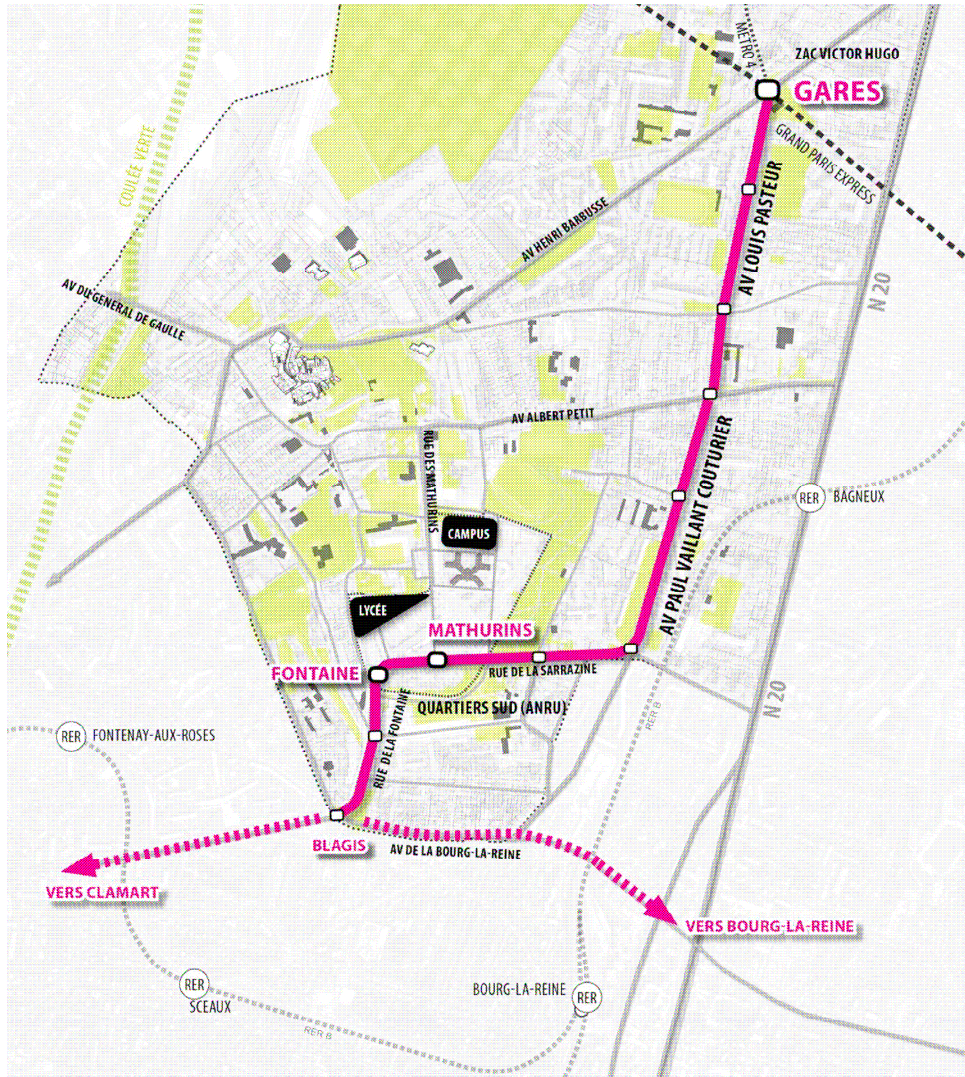 METRO 4
ZAC VICTOR HUGO
GARES
GRAND PARIS EXPRESS
COULÉE VERTE
AV HENRI BARBUSSE
AV LOUIS PASTEUR
N 20
AV DU GENERAL DE GAULLE
AV ALBERT PETIT
RUE DES MATHURINS
AV PAUL VAILLANT COUTURIER
RER
BAGNEUX
CAMPUS
LYCÉE
MATHURINS
FONTAINE
RUE DE LA SARRAZINE
QUARTIERS SUD (ANRU)
RER B
N 20
RER
FONTENAY-AUX-ROSES
RUE DE LA FONTAINE
BLAGIS
AV DE LA BOURG-LA-REINE
VERS CLAMART
VERS BOURG-LA-REINE
RER
SCEAUX
BOURG-LA-REINE
RER
RER B